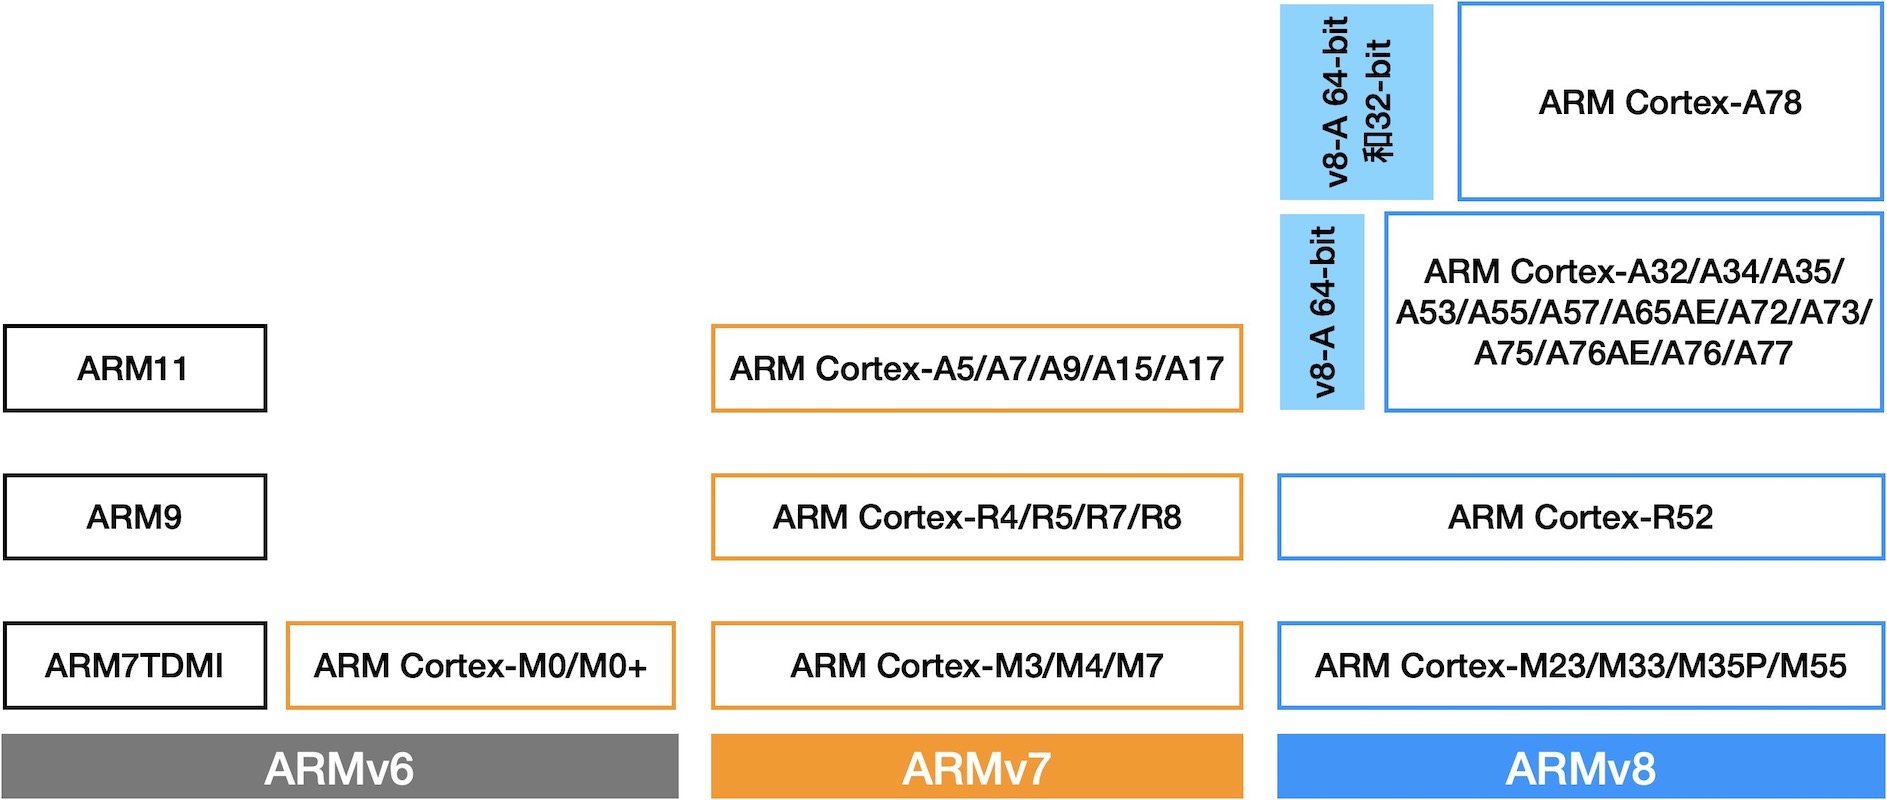 v8-A 64-bit
和32-bit
ARM Cortex-A78
v8-A 64-bit
ARM Cortex-A32/A34/A35/
A53/A55/A57/A65AE/A72/A73/
A75/A76AE/A76/A77
ARM11
ARM Cortex-A5/A7/A9/A15/A17
ARM9
ARM Cortex-R4/R5/R7/R8
ARM Cortex-R52
ARM7TDMI
ARM Cortex-M0/M0+
ARM Cortex-M3/M4/M7
ARM Cortex-M23/M33/M35P/M55
ARMv6
ARMv7
ARMv8